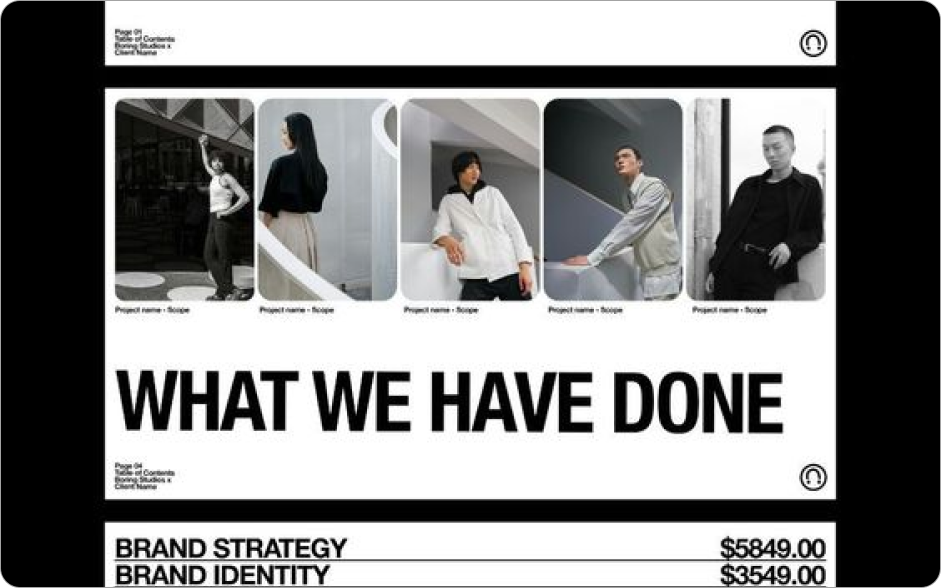 Page 01
Table of Contents
Boring Studios x
Client Name
Project name - Scope
Project name - Scope
Project name - Scope
Project name - Scope
Project name - Scope
WHAT WE HAVE DONE
Page 04
Table of Contents
Boring Studios x
Client Name
BRAND STRATEGY $5849.00
BRAND IDENTITY $3549.00